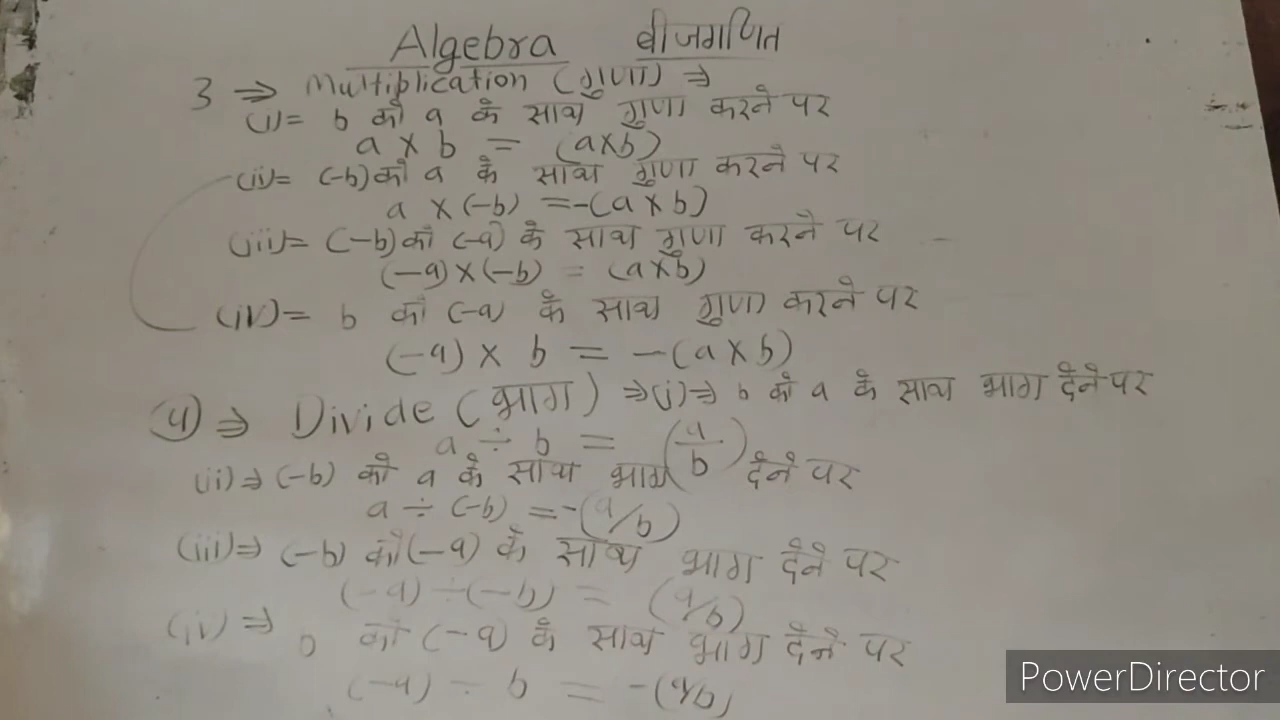 Algebra बीजगणित
3 ⇒ Multiplication (गुणा) ⇒
(i)= b को a के साथ गुणा करने पर
a × b = (a×b)
(ii)= (-b) को a के साथ गुणा करने पर
a × (-b) = -(a × b)
(iii)= (-b) को (-a) के साथ गुणा करने पर
(-a) × (-b) = (a×b)
(iv)= b को (-a) के साथ गुणा करने पर
(-a) × b = -(a × b)
(4) ⇒ Divide (भाग) ⇒ (i) ⇒ b को a के साथ भाग देने पर
a ÷ b = (a/b)
(ii) ⇒ (-b) को a के साथ भाग देने पर
a ÷ (-b) = -(a/b)
(iii) ⇒ (-b) को (-a) के साथ भाग देने पर
(-a) ÷ (-b) = (a/b)
(iv) ⇒ b को (-a) के साथ भाग देने पर
(-a) ÷ b = -(a/b)
PowerDirector